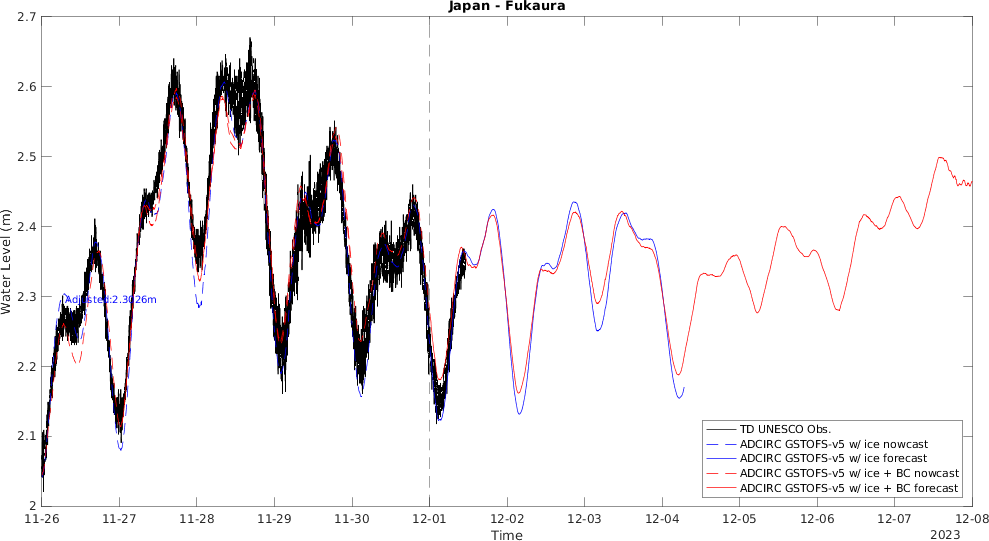 Japan - Fukaura
2.7
2.6
2.5
2.4
2.3
2.2
2.1
2
Water Level (m)
Adjusted:2.3026m
TD UNESCO Obs.
ADCIRC GSTOFS-v5 w/ ice nowcast
ADCIRC GSTOFS-v5 w/ ice forecast
ADCIRC GSTOFS-v5 w/ ice + BC nowcast
ADCIRC GSTOFS-v5 w/ ice + BC forecast
11-26 11-27 11-28 11-29 11-30 12-01 12-02 12-03 12-04 12-05 12-06 12-07 12-08
Time
2023